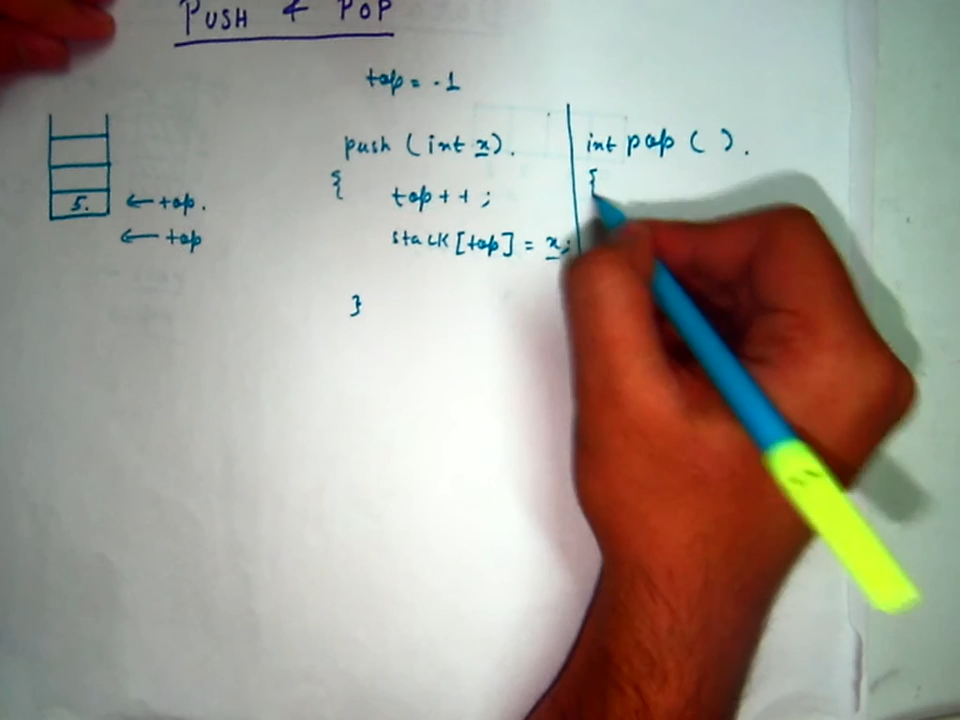 PUSH & POP
top = -1
push (int x).
{ top++;
stack[top] = x;
}
int pop ( ).
{
5. ← top.
← top